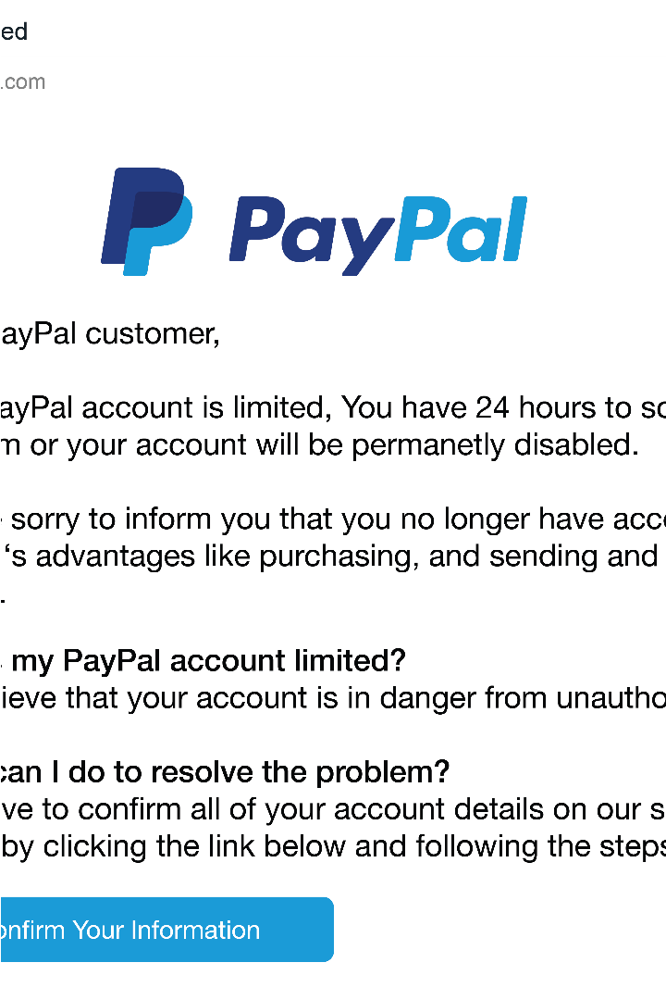 ed
.com
PayPal
ayPal customer,
ayPal account is limited, You have 24 hours to so
m or your account will be permanetly disabled.
sorry to inform you that you no longer have acce
‘s advantages like purchasing, and sending and
.
my PayPal account limited?
ieve that your account is in danger from unautho
can I do to resolve the problem?
ve to confirm all of your account details on our s
by clicking the link below and following the steps
onfirm Your Information